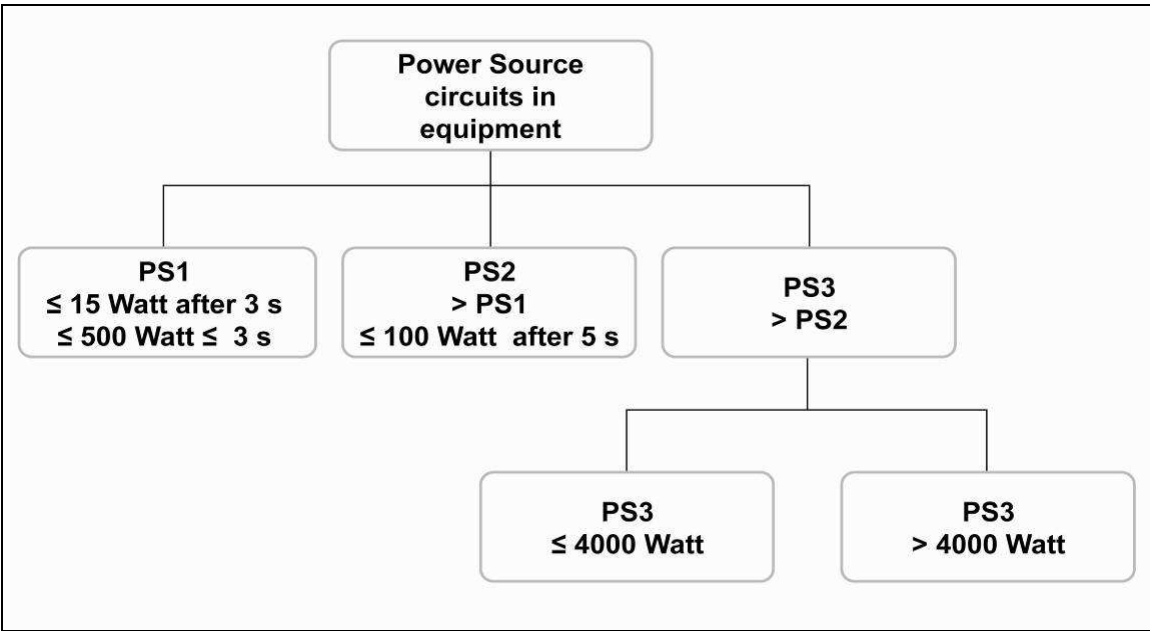 Power Source
circuits in
equipment
PS1
≤ 15 Watt after 3 s
≤ 500 Watt ≤ 3 s
PS2
> PS1
≤ 100 Watt after 5 s
PS3
> PS2
PS3
≤ 4000 Watt
PS3
> 4000 Watt